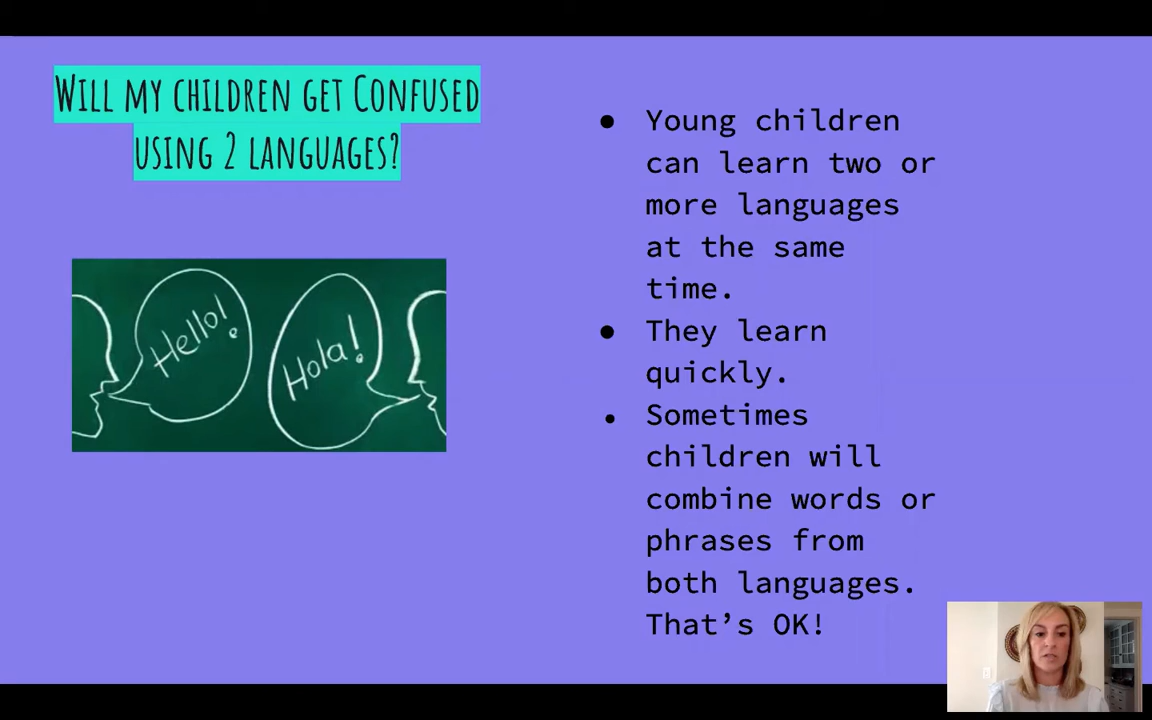 Will my children get Confused
using 2 languages?
Hello!
Hola!
● Young children
can learn two or
more languages
at the same
time.
● They learn
quickly.
● Sometimes
children will
combine words or
phrases from
both languages.
That’s OK!